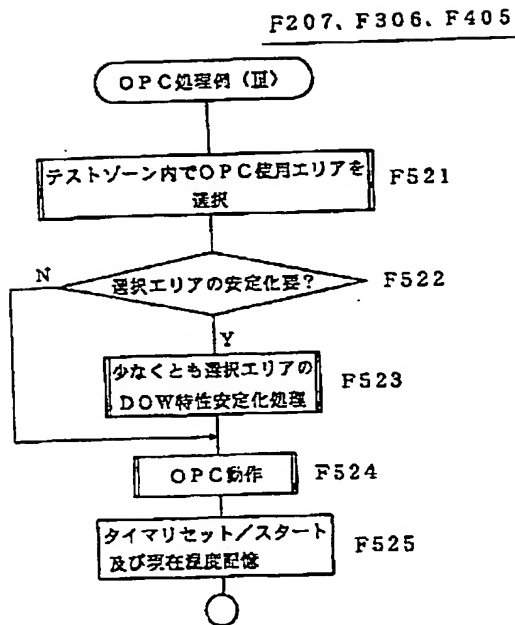 F207、F306、F405
OPC処理例(Ⅲ)
テストゾーン内でOPC使用エリアを
選択
F521
N
選択エリアの安定化要?
F522
Y
少なくとも選択エリアの
DOW特性安定化処理
F523
OPC動作
F524
タイマリセット/スタート
及び現在温度記憶
F525